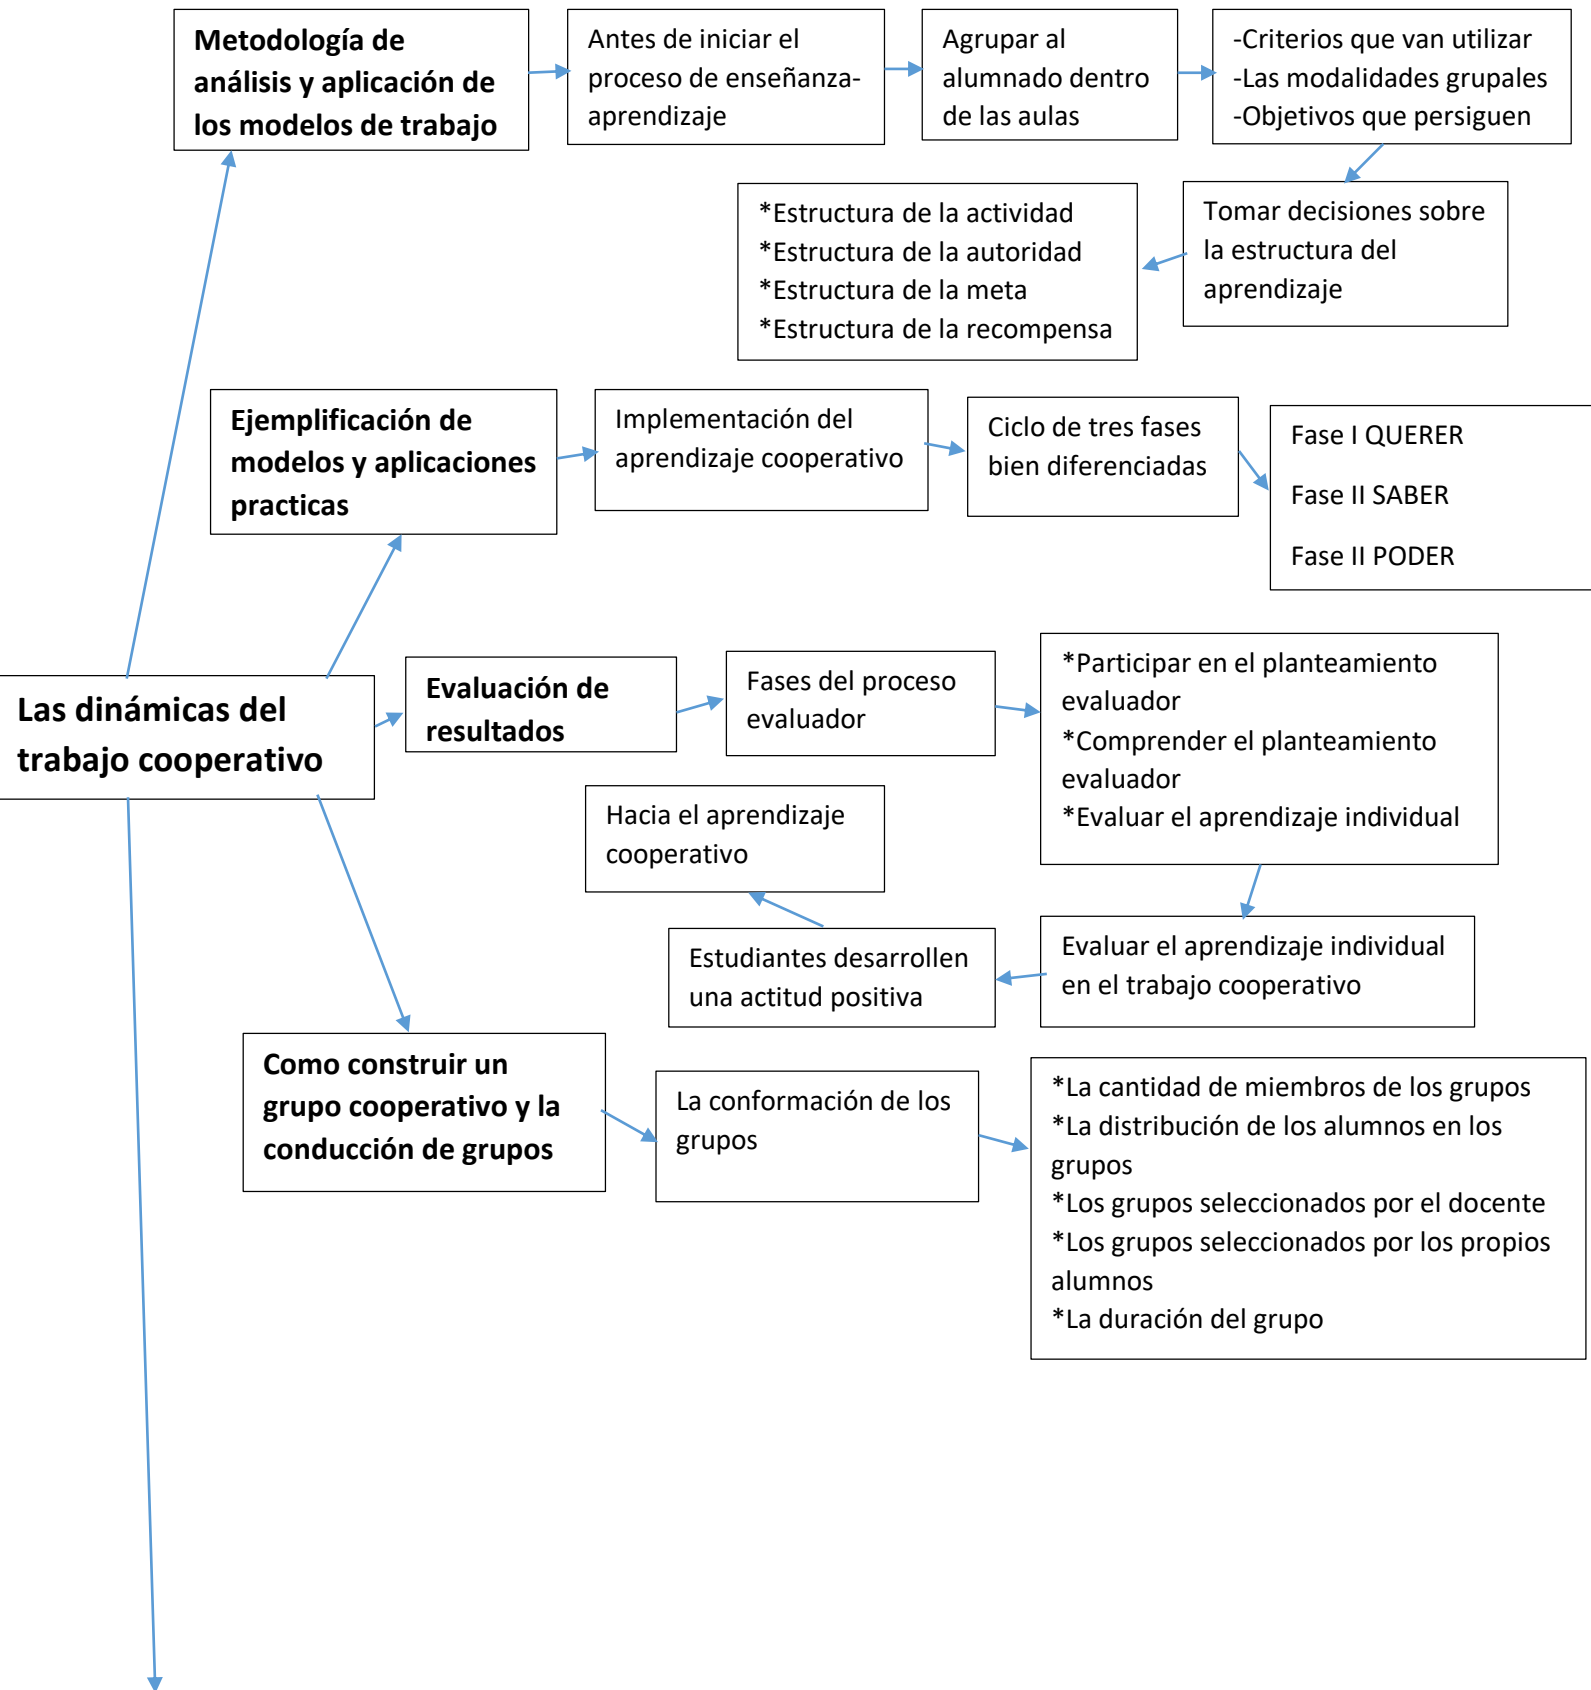 Metodología de
análisis y aplicación de
los modelos de trabajo
Antes de iniciar el
proceso de enseñanza-
aprendizaje
Agrupar al
alumnado dentro
de las aulas
-Criterios que van utilizar
-Las modalidades grupales
-Objetivos que persiguen
Tomar decisiones sobre
la estructura del
aprendizaje
*Estructura de la actividad
*Estructura de la autoridad
*Estructura de la meta
*Estructura de la recompensa
Ejemplificación de
modelos y aplicaciones
practicas
Implementación del
aprendizaje cooperativo
Ciclo de tres fases
bien diferenciadas
Fase I QUERER
Fase II SABER
Fase II PODER
Las dinámicas del
trabajo cooperativo
Evaluación de
resultados
Fases del proceso
evaluador
*Participar en el planteamiento
evaluador
*Comprender el planteamiento
evaluador
*Evaluar el aprendizaje individual
Evaluar el aprendizaje individual
en el trabajo cooperativo
Estudiantes desarrollen
una actitud positiva
Hacia el aprendizaje
cooperativo
Como construir un
grupo cooperativo y la
conducción de grupos
La conformación de los
grupos
*La cantidad de miembros de los grupos
*La distribución de los alumnos en los
grupos
*Los grupos seleccionados por el docente
*Los grupos seleccionados por los propios
alumnos
*La duración del grupo